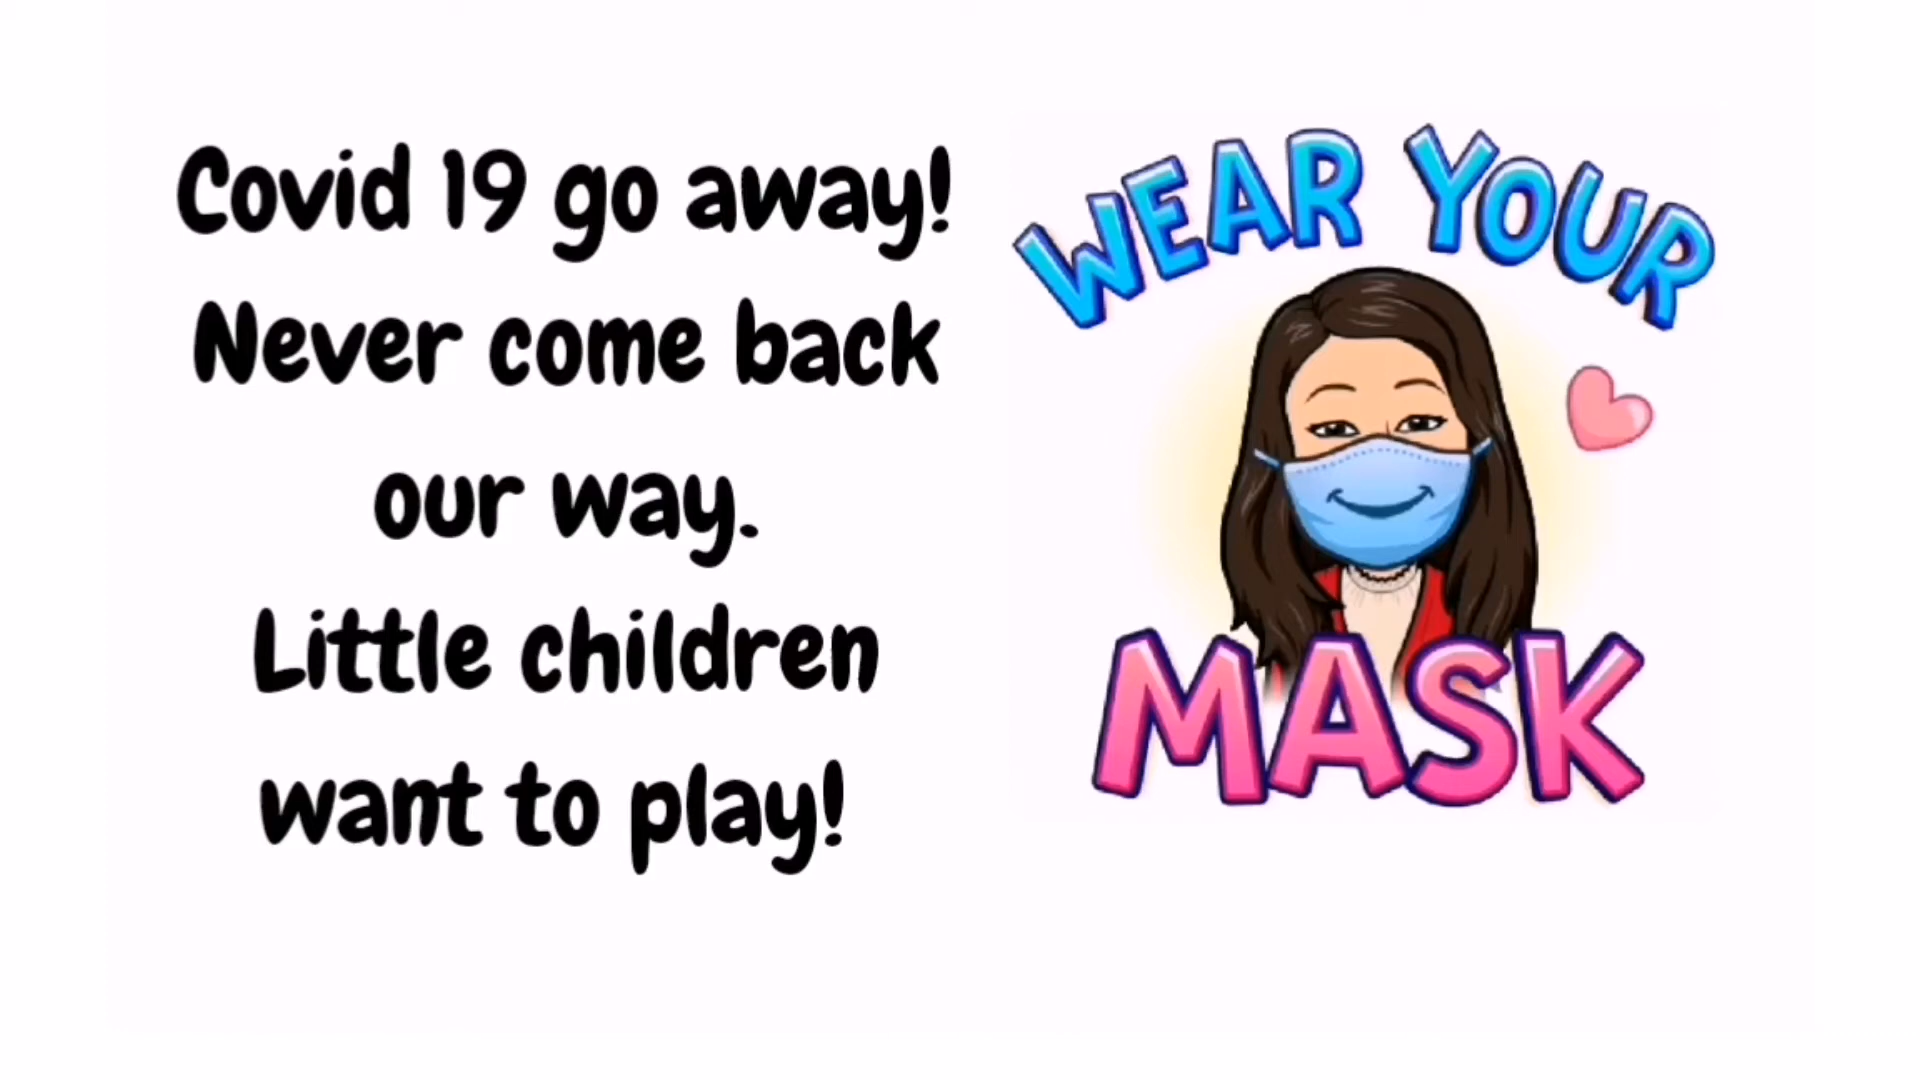 Covid 19 go away!
Never come back
our way.
Little children
want to play!
WEAR YOUR
MASK